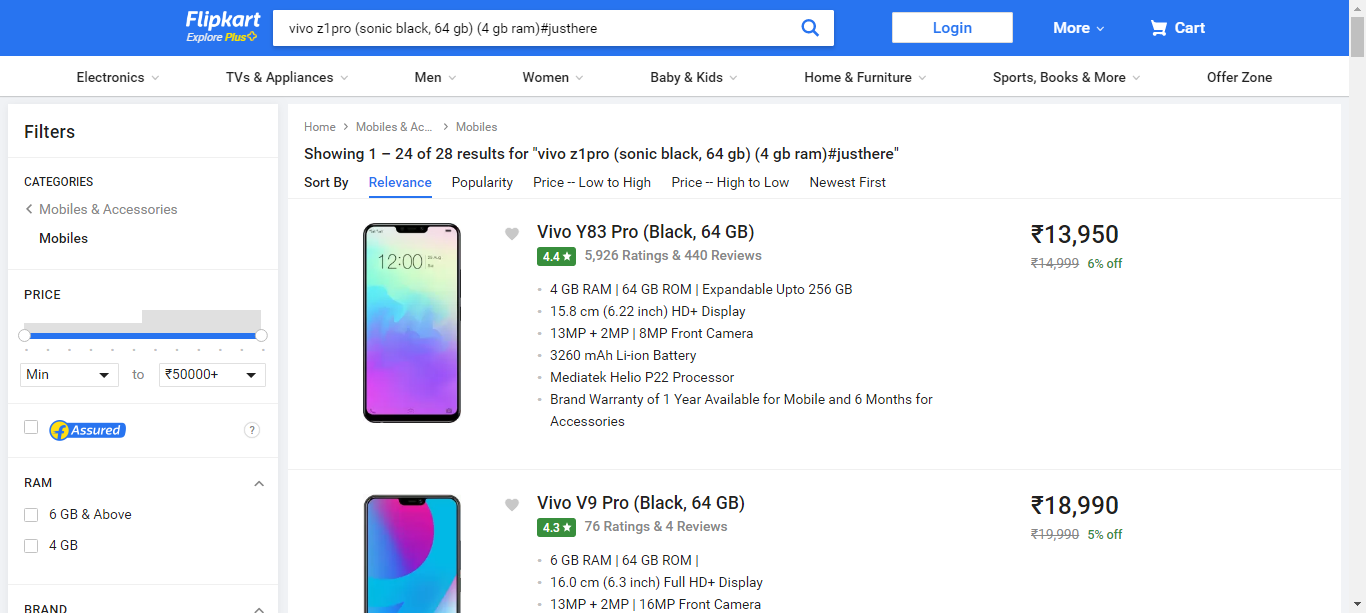 Flipkart
Explore Plus
vivo z1pro (sonic black, 64 gb) (4 gb ram)#justhere
Login
More
Cart
Electronics
TVs & Appliances
Men
Women
Baby & Kids
Home & Furniture
Sports, Books & More
Offer Zone
Filters
CATEGORIES
Mobiles & Accessories
Mobiles
PRICE
Min
to
₹50000+
Assured
?
RAM
6 GB & Above
4 GB
BRAND
Home
Mobiles & Ac...
Mobiles
Showing 1 – 24 of 28 results for "vivo z1pro (sonic black, 64 gb) (4 gb ram)#justhere"
Sort By
Relevance
Popularity
Price -- Low to High
Price -- High to Low
Newest First
12:00
Vivo Y83 Pro (Black, 64 GB)
4.4 ★ 5,926 Ratings & 440 Reviews
4 GB RAM | 64 GB ROM | Expandable Upto 256 GB
15.8 cm (6.22 inch) HD+ Display
13MP + 2MP | 8MP Front Camera
3260 mAh Li-ion Battery
Mediatek Helio P22 Processor
Brand Warranty of 1 Year Available for Mobile and 6 Months for
Accessories
₹13,950
₹14,999 6% off
Vivo V9 Pro (Black, 64 GB)
4.3 ★ 76 Ratings & 4 Reviews
6 GB RAM | 64 GB ROM |
16.0 cm (6.3 inch) Full HD+ Display
13MP + 2MP | 16MP Front Camera
₹18,990
₹19,990 5% off